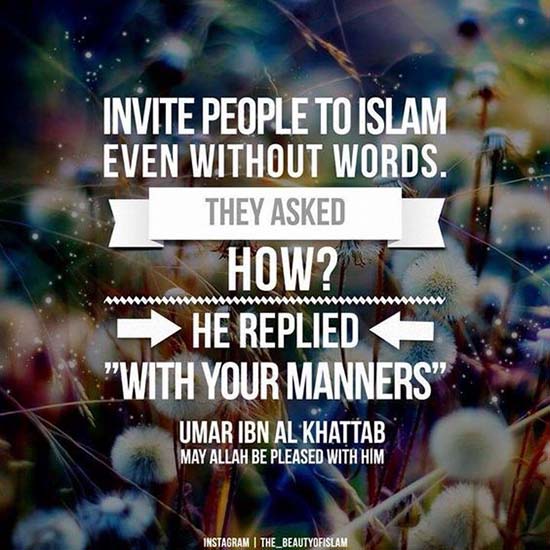 INVITE PEOPLE TO ISLAM
EVEN WITHOUT WORDS.
THEY ASKED
HOW?
HE REPLIED
"WITH YOUR MANNERS"
UMAR IBN AL KHATTAB
MAY ALLAH BE PLEASED WITH HIM
INSTAGRAM | THE_BEAUTYOFISLAM